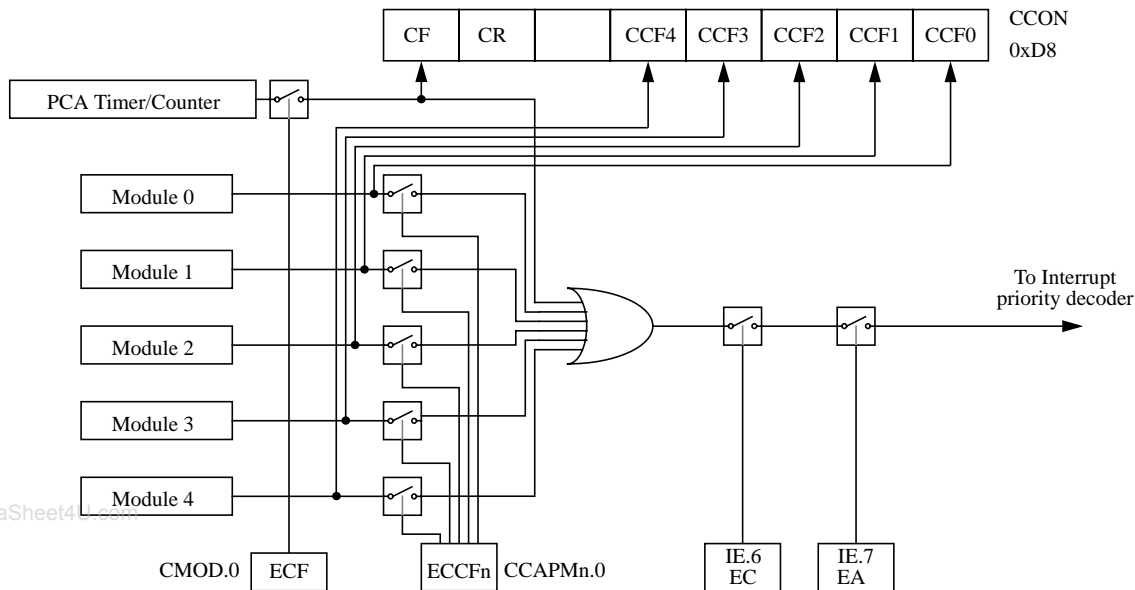 CF CR CCF4 CCF3 CCF2 CCF1 CCF0 CCON
0xD8
PCA Timer/Counter
Module 0
Module 1
Module 2
Module 3
Module 4
To Interrupt
priority decoder
aSheet4U.com
CMOD.0 ECF ECCFn CCAPMn.0
IE.6
EC
IE.7
EA